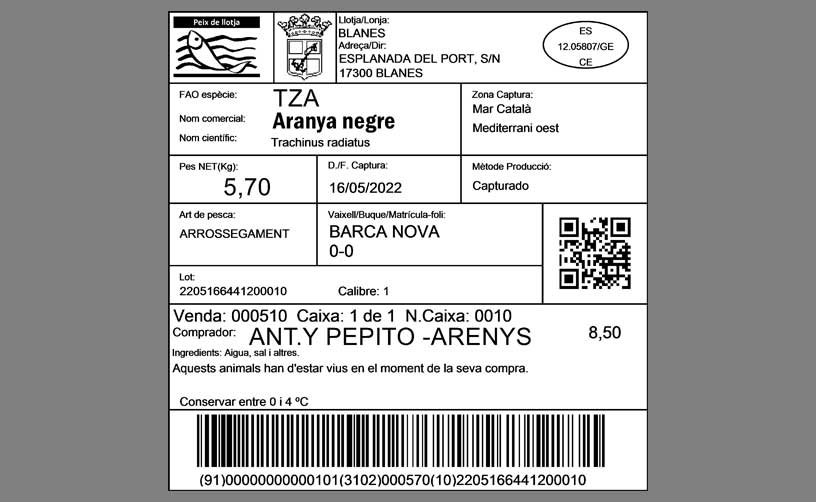 Peix de llotja
Llotja/Lonja:
BLANES
Adreça/Dir:
ESPLANADA DEL PORT, S/N
17300 BLANES
ES
12.05807/GE
CE
FAO espècie: TZA
Nom comercial: Aranya negre
Nom científic: Trachinus radiatus
Zona Captura:
Mar Català
Mediterrani oest
Pes NET(Kg):
5,70
D./F. Captura:
16/05/2022
Mètode Producció:
Capturado
Art de pesca:
ARROSSEGAMENT
Vaixell/Buque/Matrícula-foli:
BARCA NOVA
0-0
Lot:
2205166441200010 Calibre: 1
Venda: 000510 Caixa: 1 de 1 N.Caixa: 0010
Comprador: ANT.Y PEPITO -ARENYS 8,50
Ingredients: Aigua, sal i altres.
Aquests animals han d'estar vius en el moment de la seva compra.
Conservar entre 0 i 4 ºC
(91)00000000000101(3102)000570(10)2205166441200010